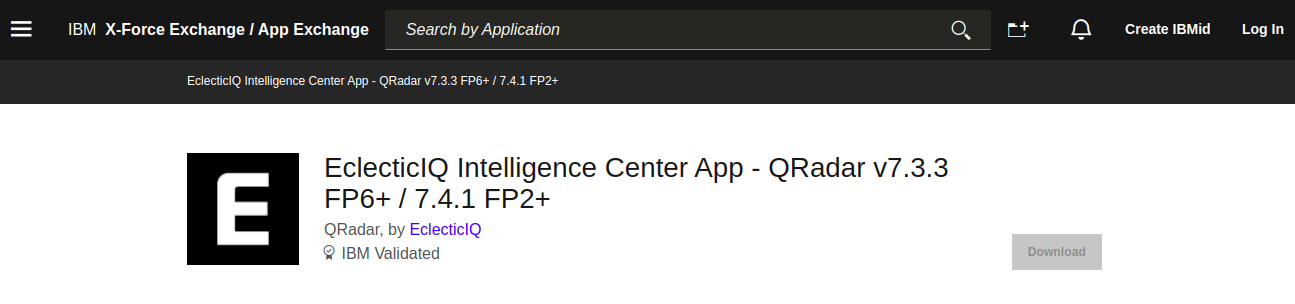 IBM X-Force Exchange / App Exchange Search by Application Create IBMid Log In
EclecticIQ Intelligence Center App - QRadar v7.3.3 FP6+ / 7.4.1 FP2+
E
EclecticIQ Intelligence Center App - QRadar v7.3.3
FP6+ / 7.4.1 FP2+
QRadar, by EclecticIQ
IBM Validated
Download